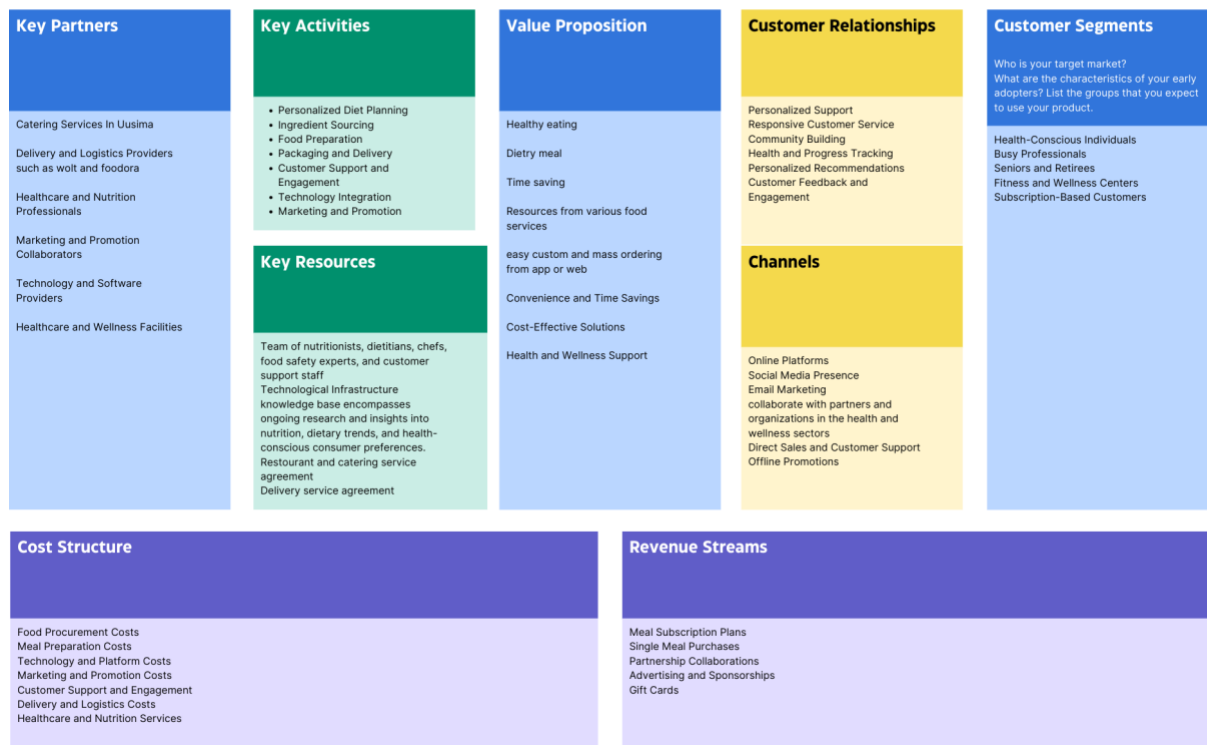 Key Partners
Catering Services In Uusima
Delivery and Logistics Providers
such as wolt and foodora
Healthcare and Nutrition
Professionals
Marketing and Promotion
Collaborators
Technology and Software
Providers
Healthcare and Wellness Facilities
Key Activities
• Personalized Diet Planning
• Ingredient Sourcing
• Food Preparation
• Packaging and Delivery
• Customer Support and
Engagement
• Technology Integration
• Marketing and Promotion
Key Resources
Team of nutritionists, dietitians, chefs,
food safety experts, and customer
support staff
Technological Infrastructure
knowledge base encompasses
ongoing research and insights into
nutrition, dietary trends, and health-
conscious consumer preferences.
Restourant and catering service
agreement
Delivery service agreement
Value Proposition
Healthy eating
Dietry meal
Time saving
Resources from various food
services
easy custom and mass ordering
from app or web
Convenience and Time Savings
Cost-Effective Solutions
Health and Wellness Support
Customer Relationships
Personalized Support
Responsive Customer Service
Community Building
Health and Progress Tracking
Personalized Recommendations
Customer Feedback and
Engagement
Channels
Online Platforms
Social Media Presence
Email Marketing
collaborate with partners and
organizations in the health and
wellness sectors
Direct Sales and Customer Support
Offline Promotions
Customer Segments
Who is your target market?
What are the characteristics of your early
adopters? List the groups that you expect
to use your product.
Health-Conscious Individuals
Busy Professionals
Seniors and Retirees
Fitness and Wellness Centers
Subscription-Based Customers
Cost Structure
Food Procurement Costs
Meal Preparation Costs
Technology and Platform Costs
Marketing and Promotion Costs
Customer Support and Engagement
Delivery and Logistics Costs
Healthcare and Nutrition Services
Revenue Streams
Meal Subscription Plans
Single Meal Purchases
Partnership Collaborations
Advertising and Sponsorships
Gift Cards